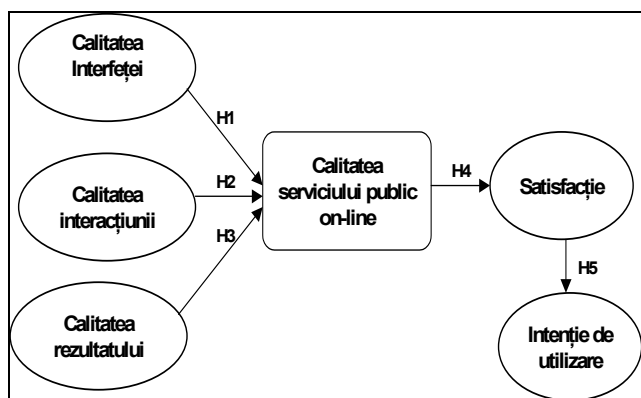 Calitatea
Interfeței
H1
Calitatea
interacțiunii
H2
Calitatea
serviciului public
on-line
H4
Satisfacție
H3
H5
Calitatea
rezultatului
Intenție de
utilizare